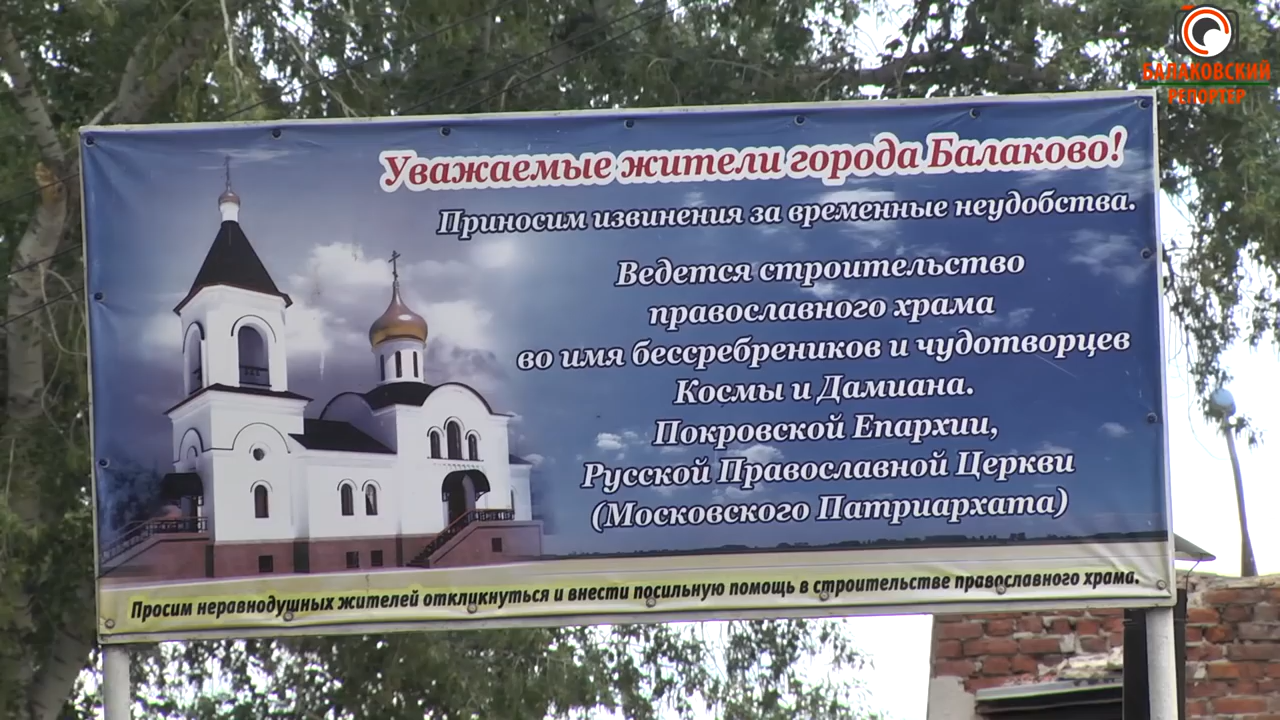 БАЛАКОВСКИЙ
РЕПОРТЕР
Уважаемые жители города Балаково!
Приносим извинения за временные неудобства.
Ведется строительство
православного храма
во имя бессребреников и чудотворцев
Космы и Дамиана.
Покровской Епархии,
Русской Православной Церкви
(Московского Патриархата)
Просим неравнодушных жителей откликнуться и внести посильную помощь в строительстве православного храма.